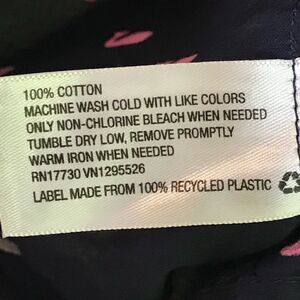 100% COTTON
MACHINE WASH COLD WITH LIKE COLORS
ONLY NON-CHLORINE BLEACH WHEN NEEDED
TUMBLE DRY LOW, REMOVE PROMPTLY
WARM IRON WHEN NEEDED
RN17730 VN1295526
LABEL MADE FROM 100% RECYCLED PLASTIC